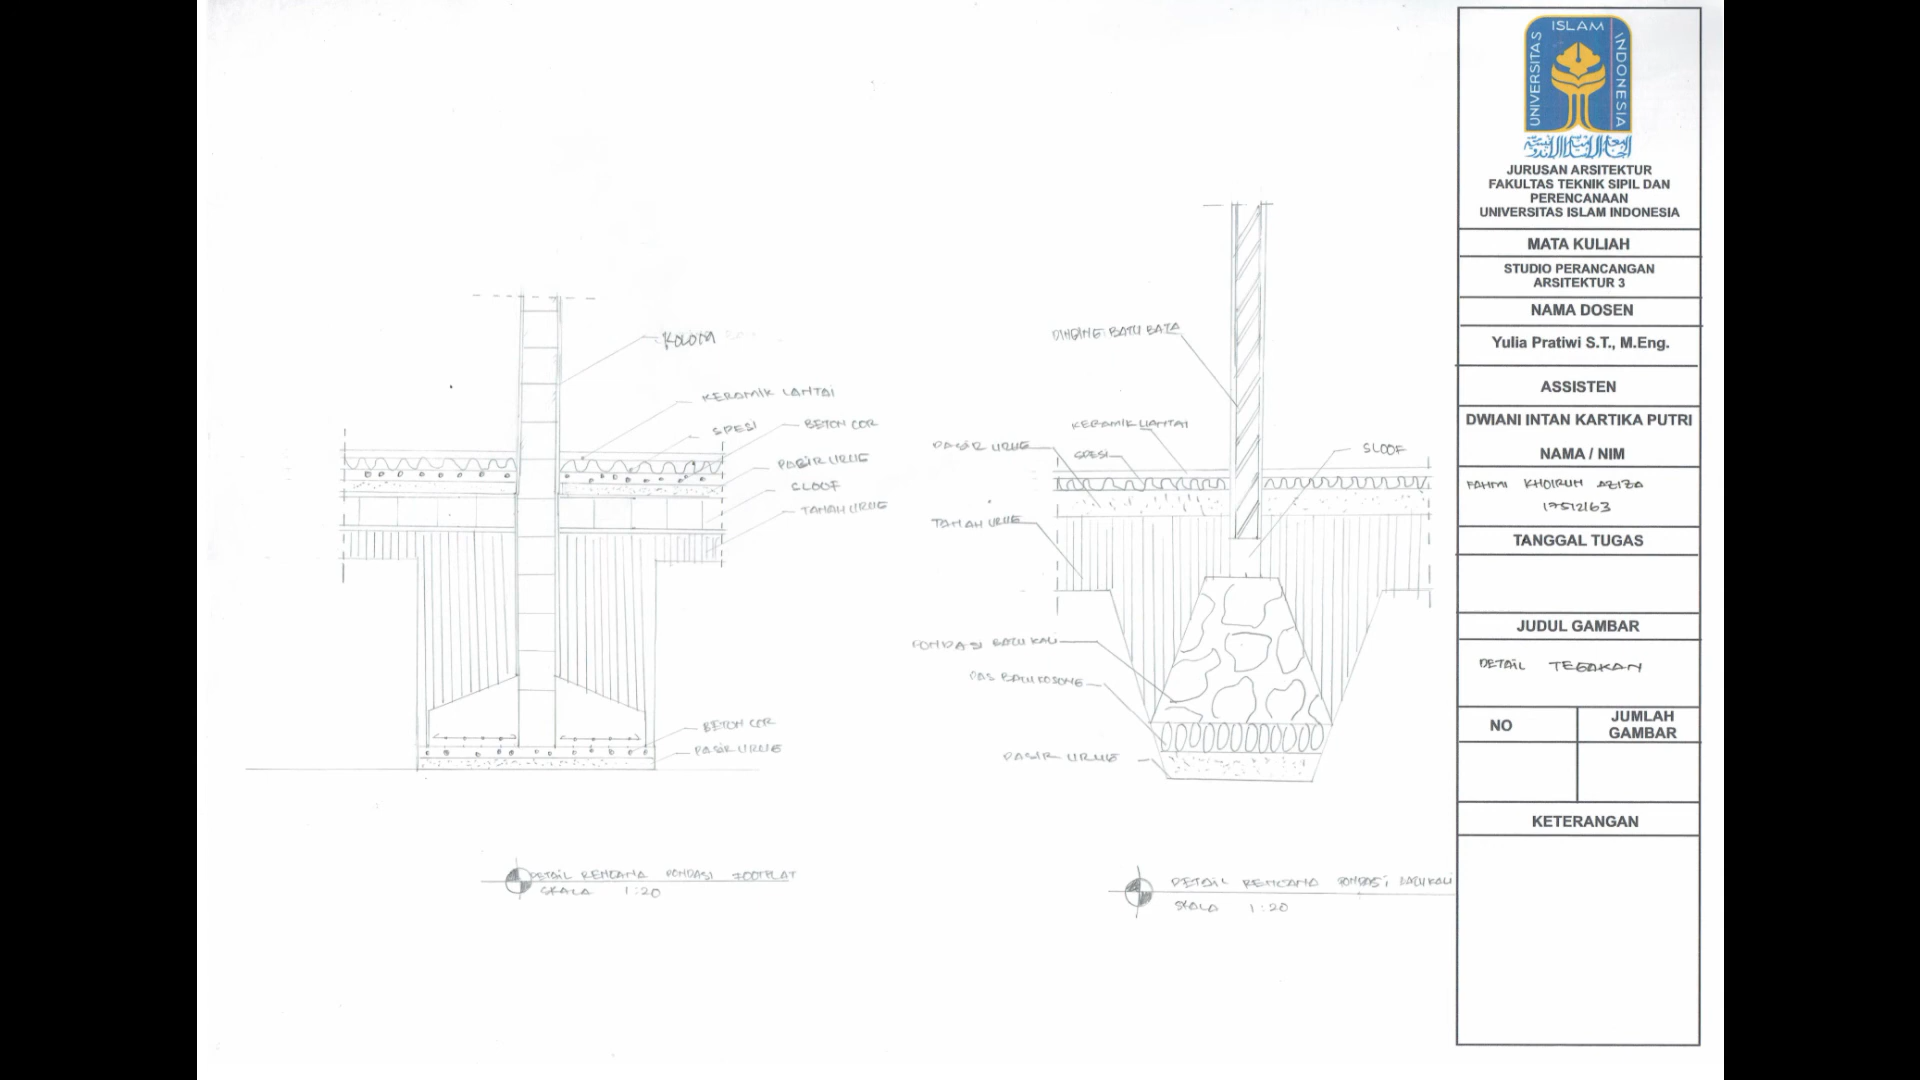 KOLOM
KERAMIK LANTAI
SPESI
BETON COR
PASIR URUG
SLOOF
TANAH URUG
BETON COR
PASIR URUG
DETAIL RENCANA PONDASI FOOTPLAT
SKALA 1:20
DINDING BATU BATA
KERAMIK LANTAI
PASIR URUG
SPESI
SLOOF
TANAH URUG
PONDASI BATU KALI
PAS BATU KOSONG
PASIR URUG
DETAIL RENCANA PONDASI BATU KALI
SKALA 1:20
UNIVERSITAS ISLAM INDONESIA
JURUSAN ARSITEKTUR
FAKULTAS TEKNIK SIPIL DAN
PERENCANAAN
UNIVERSITAS ISLAM INDONESIA
MATA KULIAH
STUDIO PERANCANGAN
ARSITEKTUR 3
NAMA DOSEN
Yulia Pratiwi S.T., M.Eng.
ASSISTEN
DWIANI INTAN KARTIKA PUTRI
NAMA / NIM
FAHMI KHOIRUN AZIZA
17512163
TANGGAL TUGAS
JUDUL GAMBAR
DETAIL TEGAKAN
NO
JUMLAH
GAMBAR
KETERANGAN